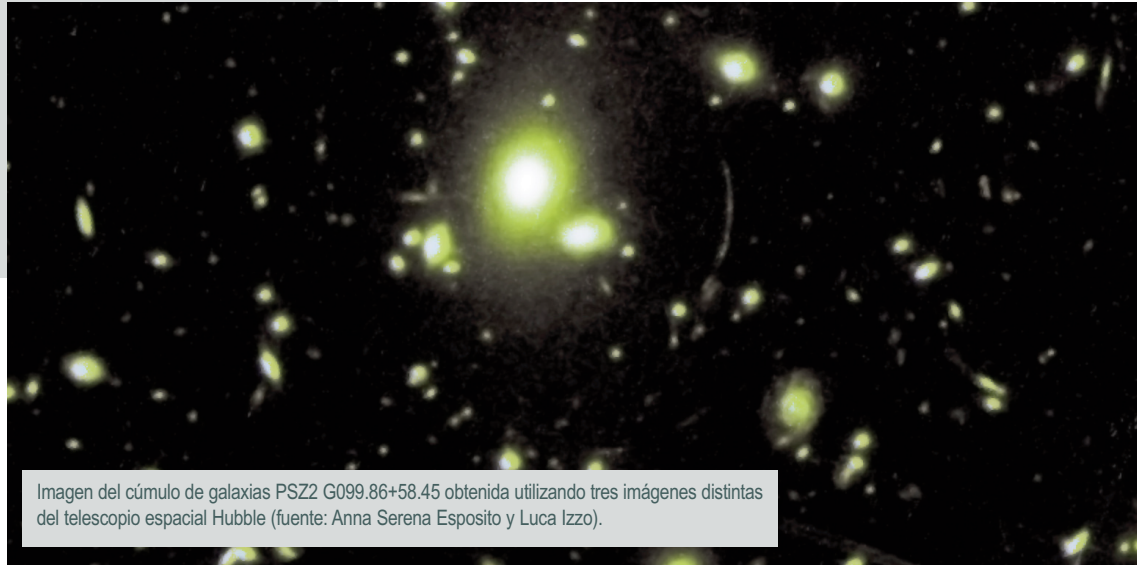 Imagen del cúmulo de galaxias PSZ2 G099.86+58.45 obtenida utilizando tres imágenes distintas
del telescopio espacial Hubble (fuente: Anna Serena Esposito y Luca Izzo).